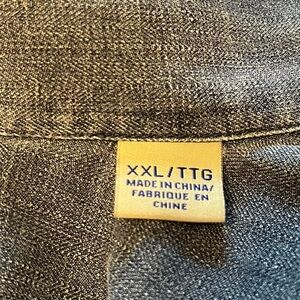 XXL/TTG
MADE IN CHINA/
FABRIQUE EN
CHINE